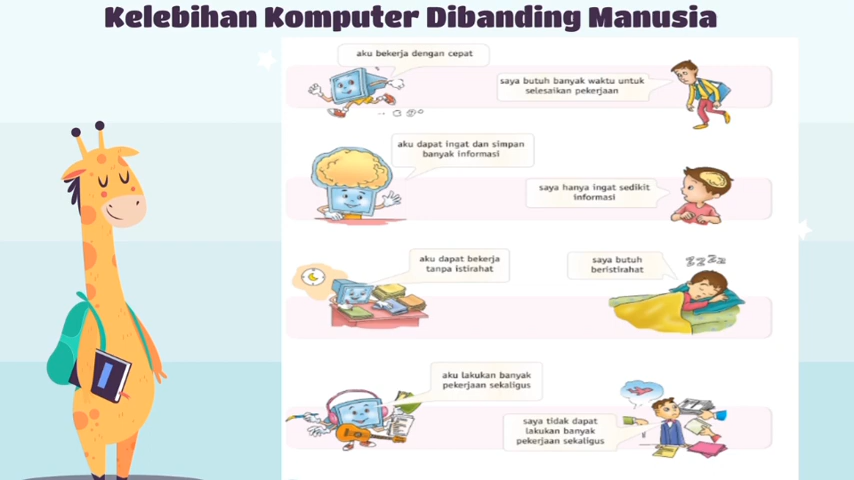 Kelebihan Komputer Dibanding Manusia
aku bekerja dengan cepat
saya butuh banyak waktu untuk
selesaikan pekerjaan
aku dapat ingat dan simpan
banyak informasi
saya hanya ingat sedikit
informasi
aku dapat bekerja
tanpa istirahat
saya butuh
beristirahat
zzzz
aku lakukan banyak
pekerjaan sekaligus
saya tidak dapat
lakukan banyak
pekerjaan sekaligus